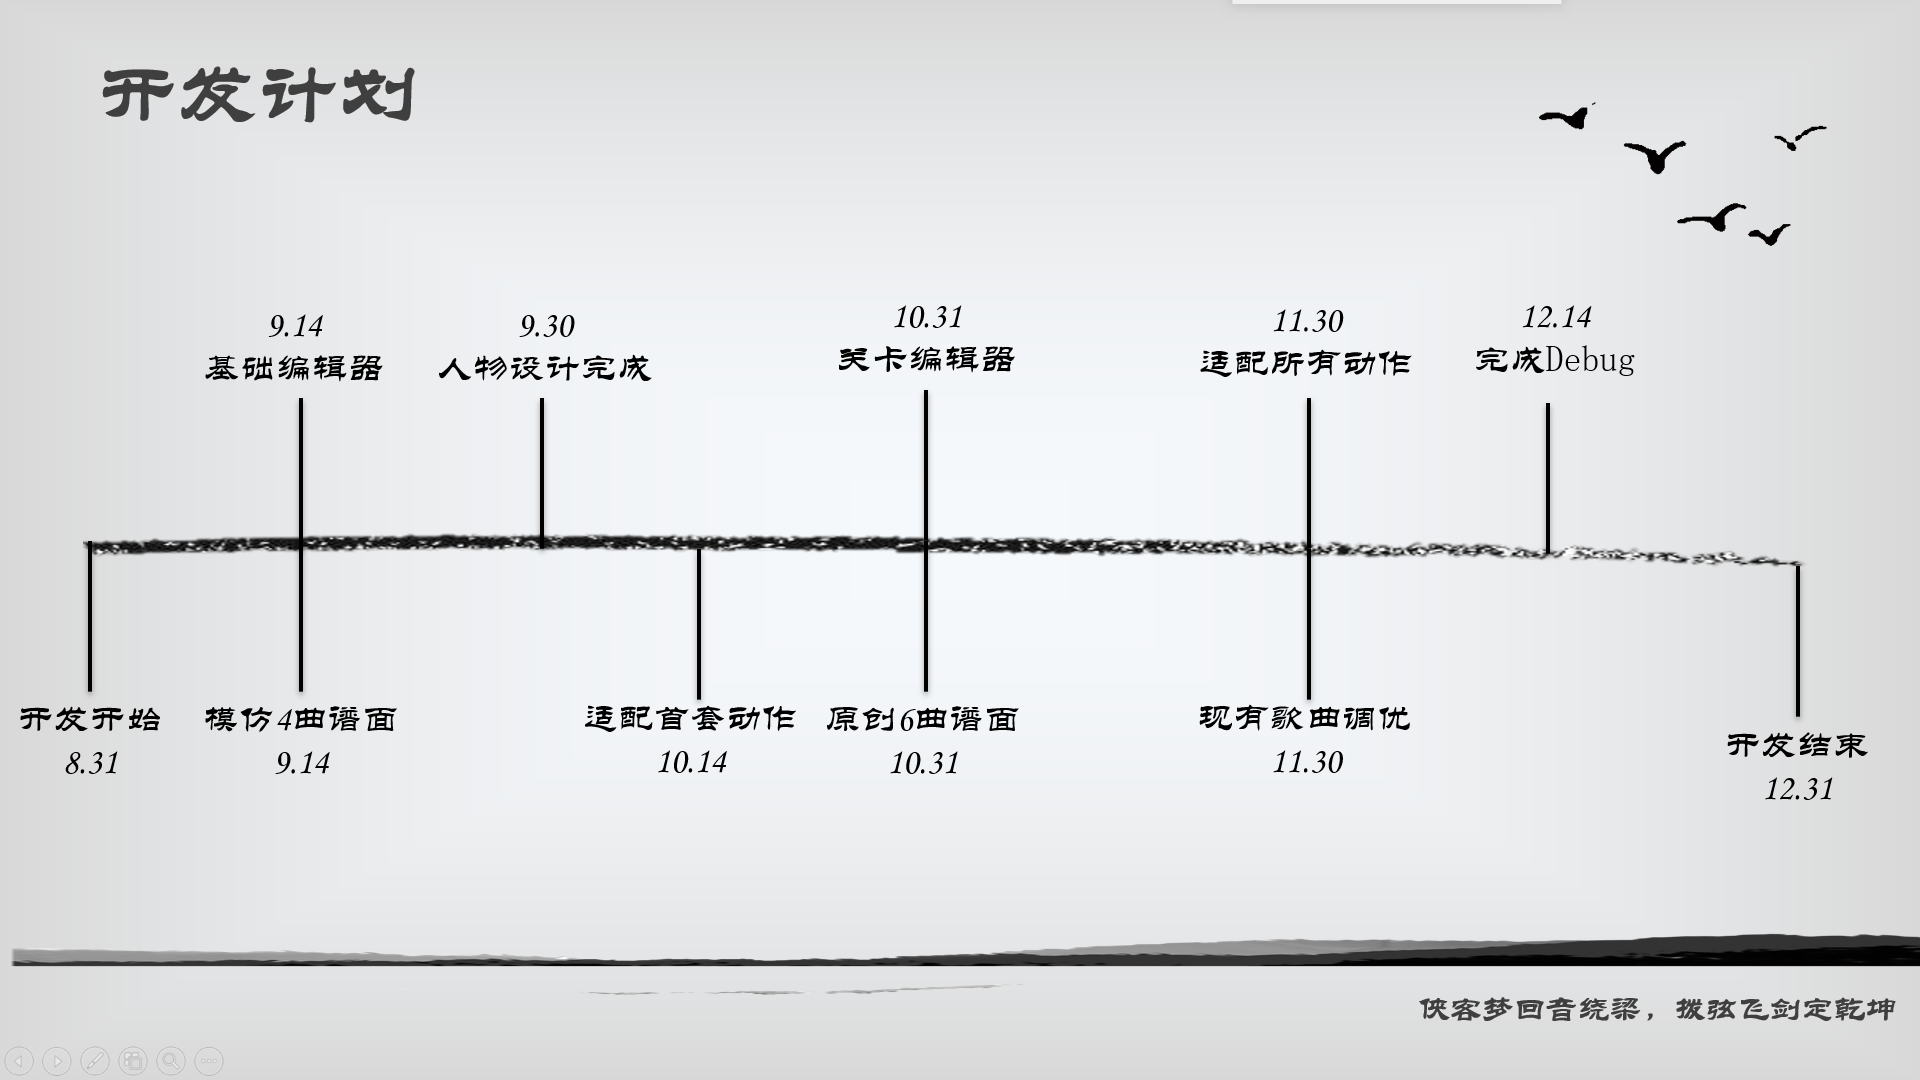 开发计划
9.14
基础编辑器
9.30
人物设计完成
10.31
关卡编辑器
11.30
适配所有动作
12.14
完成Debug
开发开始
8.31
模仿4曲谱面
9.14
适配首套动作
10.14
原创6曲谱面
10.31
现有歌曲调优
11.30
开发结束
12.31
侠客梦回音绕梁，拨弦飞剑定乾坤